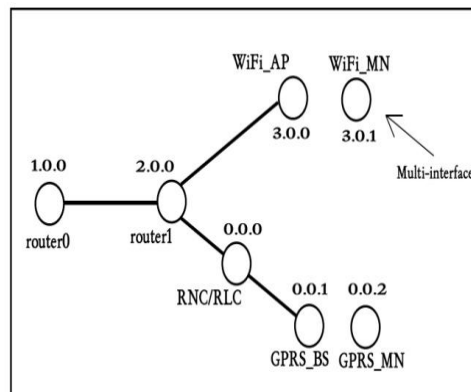 WiFi_AP
WiFi_MN
3.0.0
3.0.1
Multi-interface
1.0.0
2.0.0
router0
router1
0.0.0
RNC/RLC
0.0.1
0.0.2
GPRS_BS
GPRS_MN